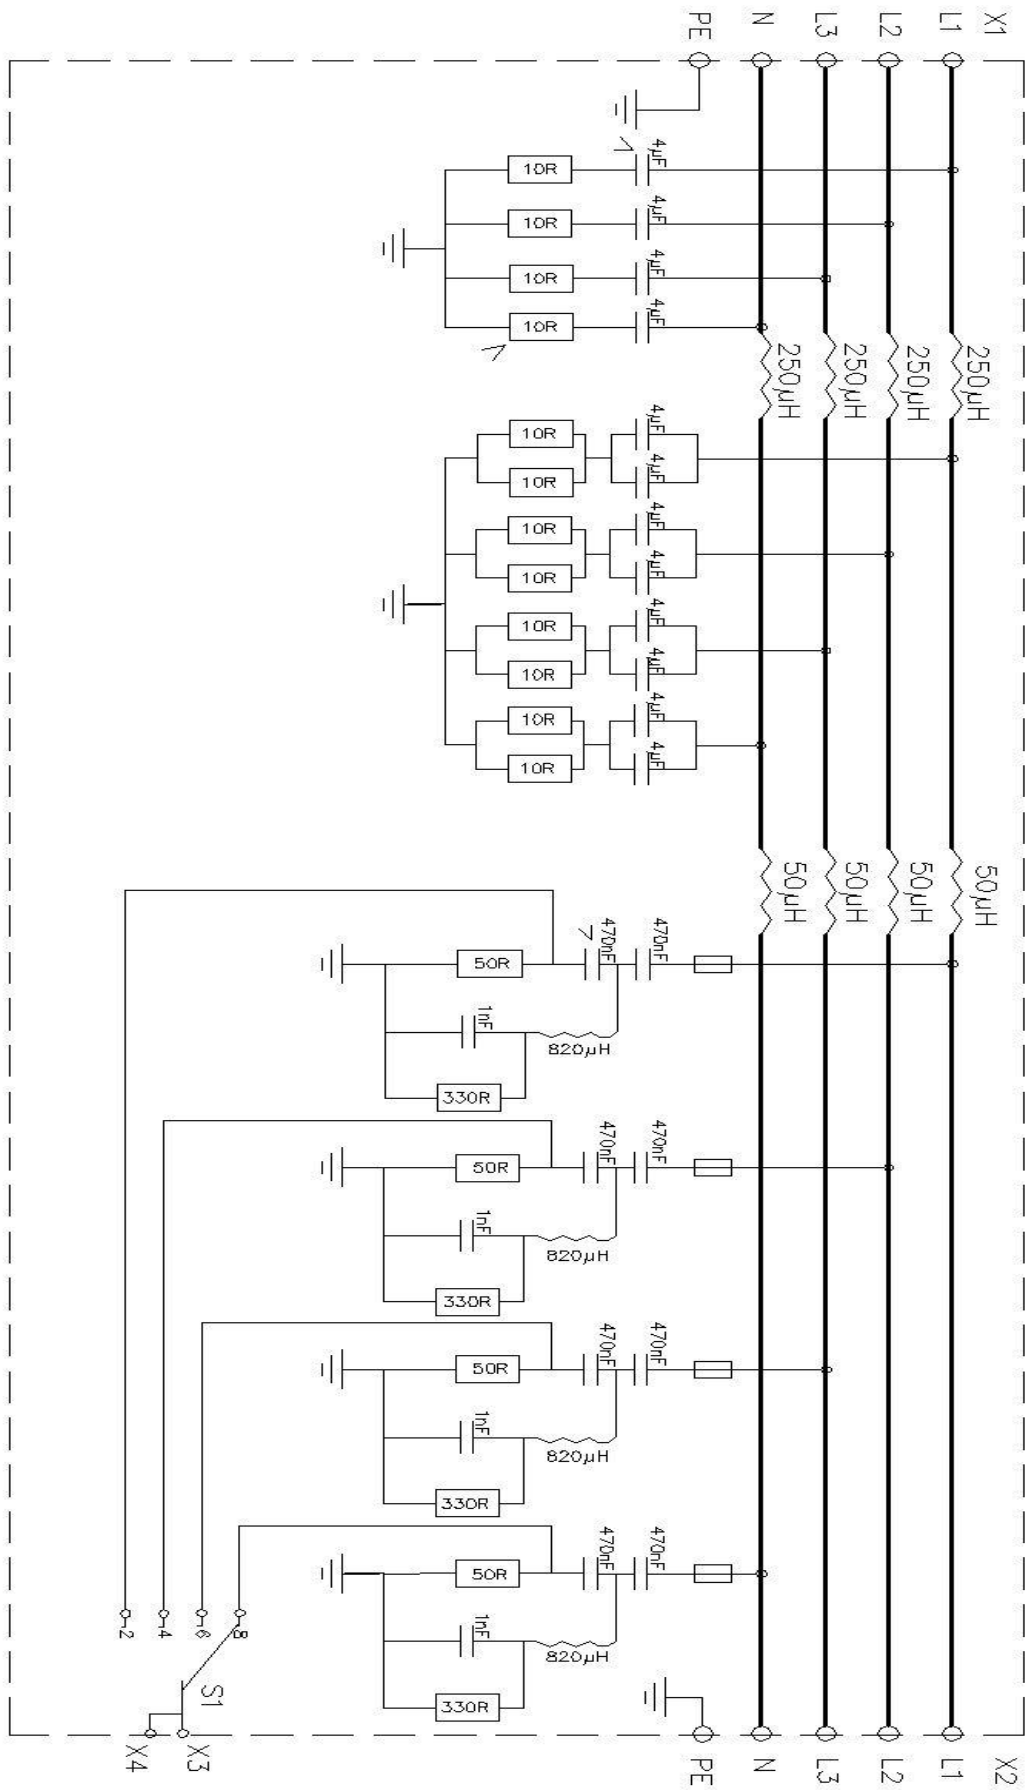 X1
L1
L2
L3
N
PE
4µF
10R
4µF
10R
4µF
10R
4µF
10R
250µH
250µH
250µH
250µH
4µF
10R
4µF
10R
4µF
10R
4µF
10R
4µF
10R
4µF
10R
4µF
10R
4µF
10R
50µH
50µH
50µH
50µH
470nF
470nF
50R
1nF
820µH
330R
470nF
470nF
50R
1nF
820µH
330R
470nF
470nF
50R
1nF
820µH
330R
470nF
470nF
50R
1nF
820µH
330R
2
4
6
8
S1
X4
X3
PE
N
L3
L2
L1
X2